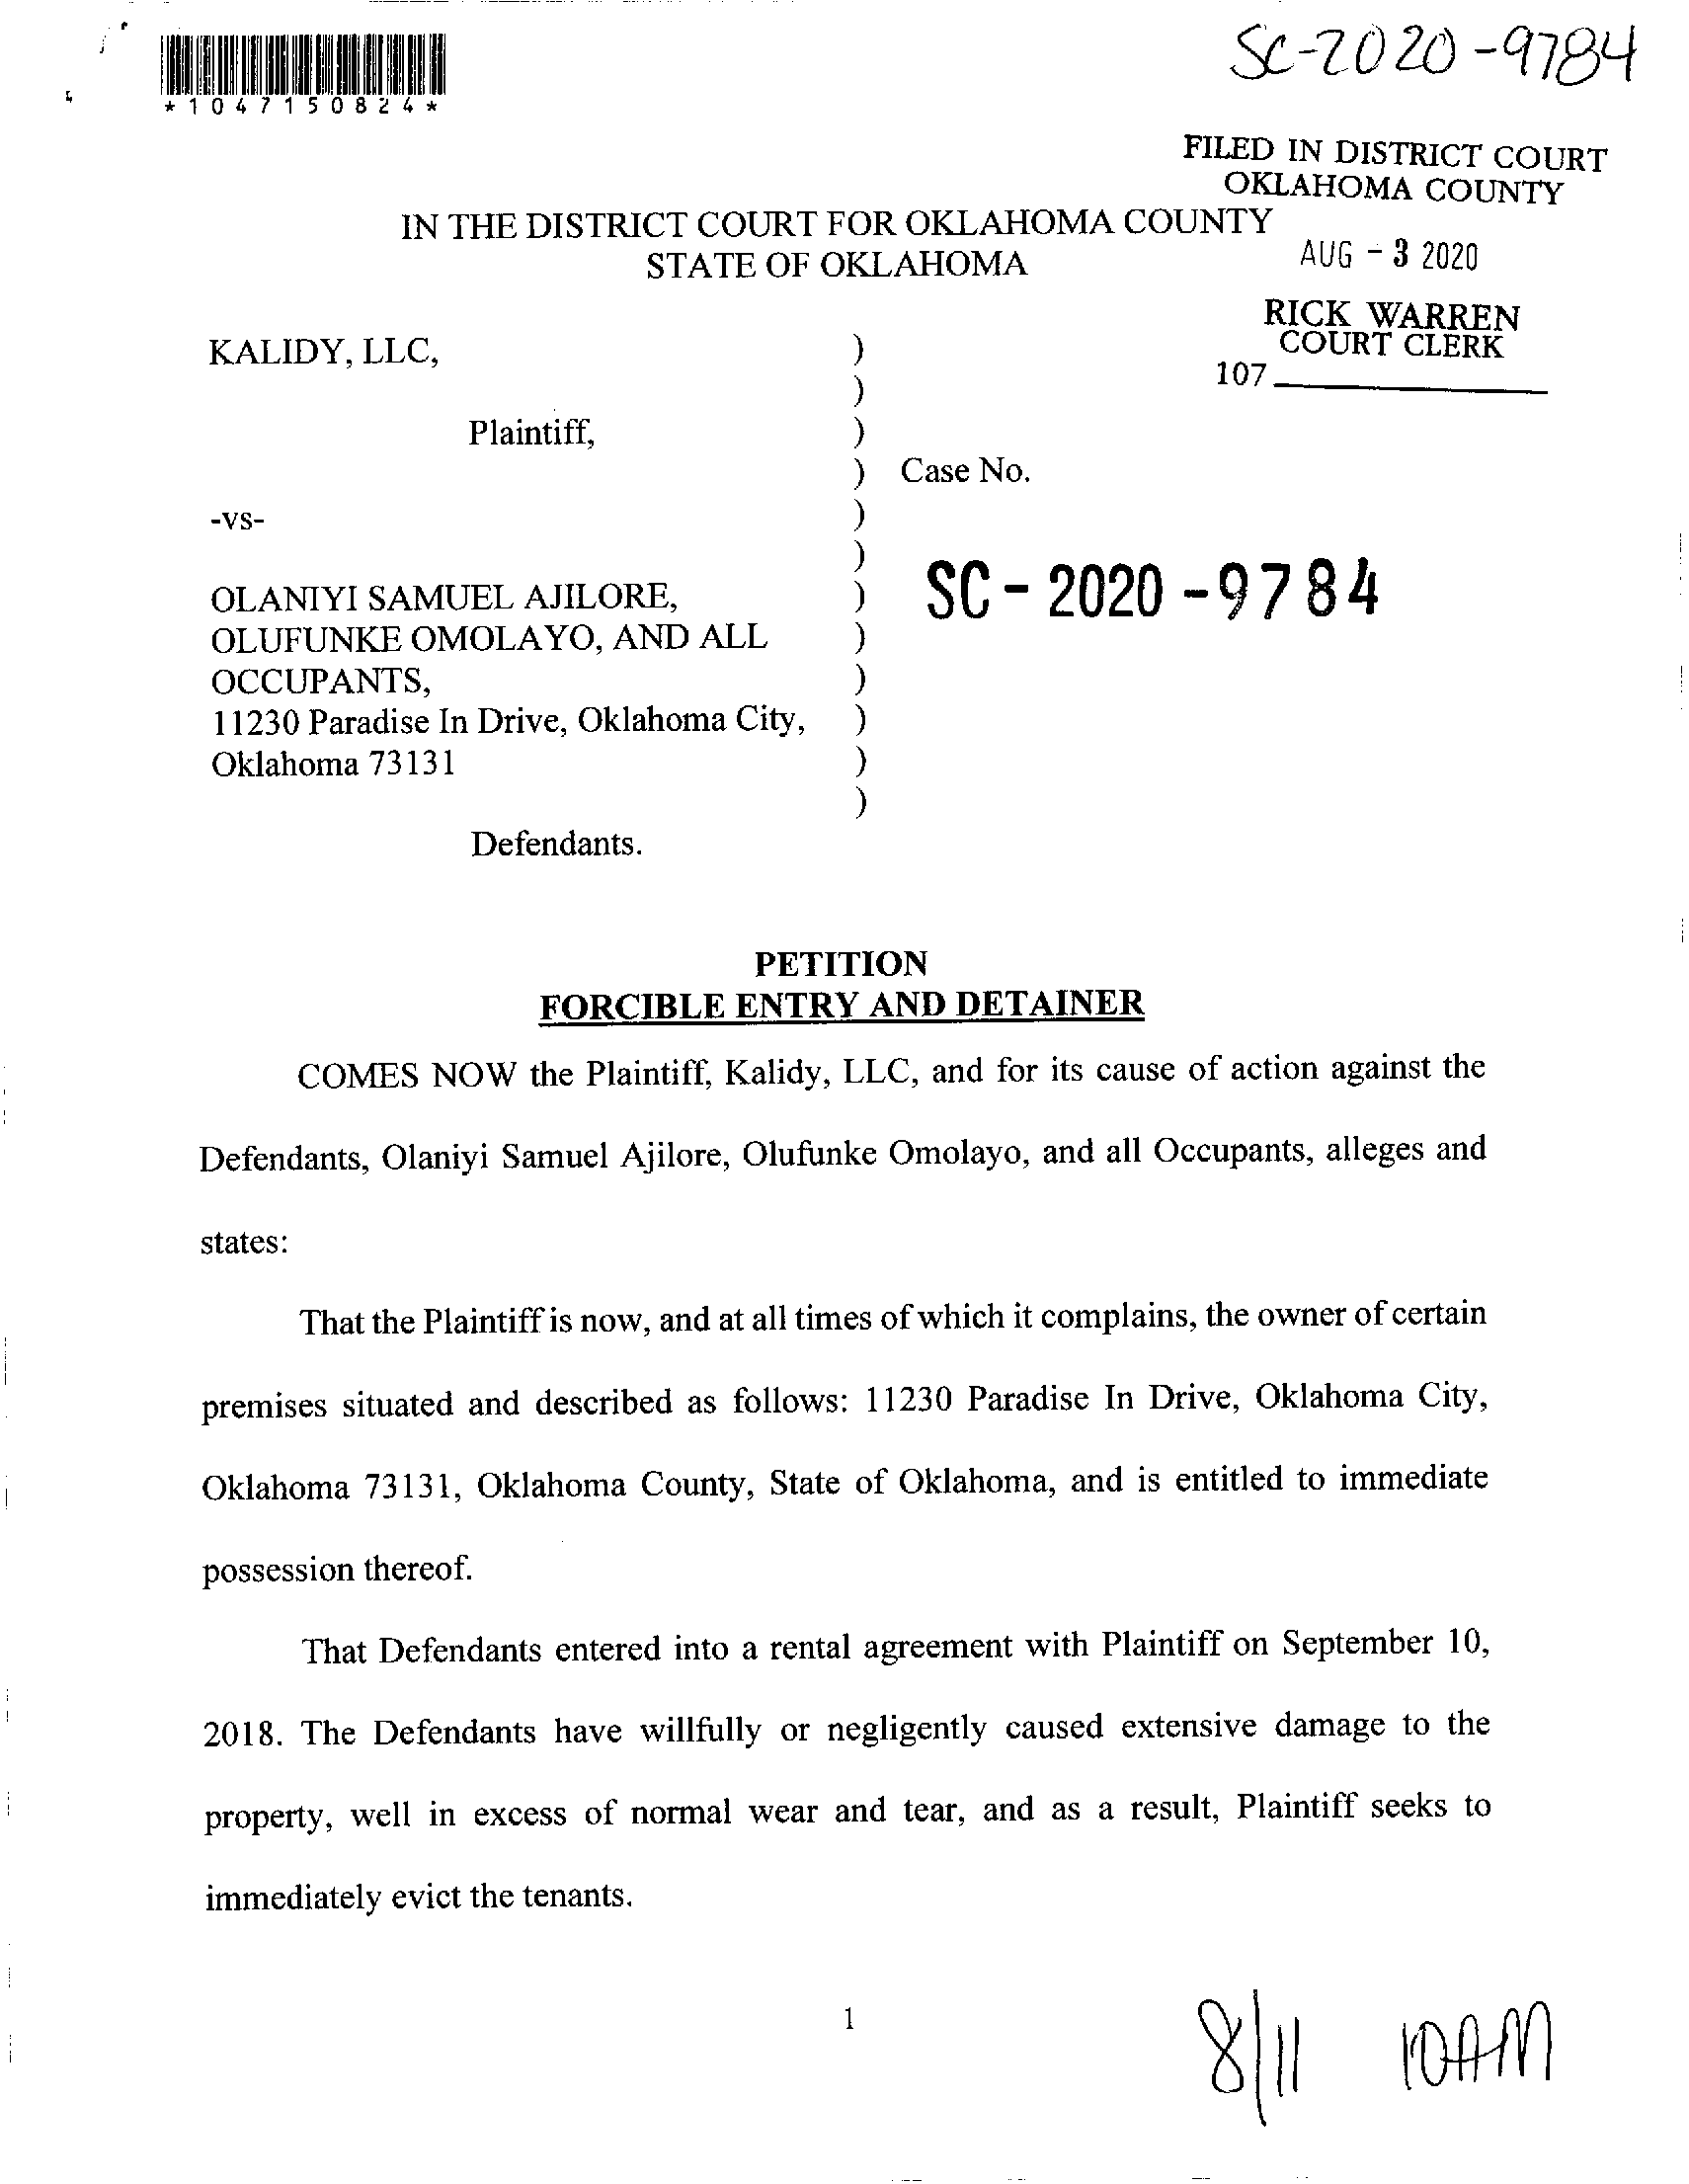 SC-2020-9784
*1047150824*
FILED IN DISTRICT COURT
OKLAHOMA COUNTY
IN THE DISTRICT COURT FOR OKLAHOMA COUNTY
STATE OF OKLAHOMA
AUG - 3 2020
RICK WARREN
COURT CLERK
107
KALIDY, LLC, )
)
Plaintiff, )
) Case No.
-vs- )
)
OLANIYI SAMUEL AJILORE, ) SC - 2020 - 9784
OLUFUNKE OMOLAYO, AND ALL )
OCCUPANTS, )
11230 Paradise In Drive, Oklahoma City, )
Oklahoma 73131 )
)
Defendants.
PETITION
FORCIBLE ENTRY AND DETAINER
COMES NOW the Plaintiff, Kalidy, LLC, and for its cause of action against the
Defendants, Olaniyi Samuel Ajilore, Olufunke Omolayo, and all Occupants, alleges and
states:
That the Plaintiff is now, and at all times of which it complains, the owner of certain
premises situated and described as follows: 11230 Paradise In Drive, Oklahoma City,
Oklahoma 73131, Oklahoma County, State of Oklahoma, and is entitled to immediate
possession thereof.
That Defendants entered into a rental agreement with Plaintiff on September 10,
2018. The Defendants have willfully or negligently caused extensive damage to the
property, well in excess of normal wear and tear, and as a result, Plaintiff seeks to
immediately evict the tenants.
1
8/11 10AM